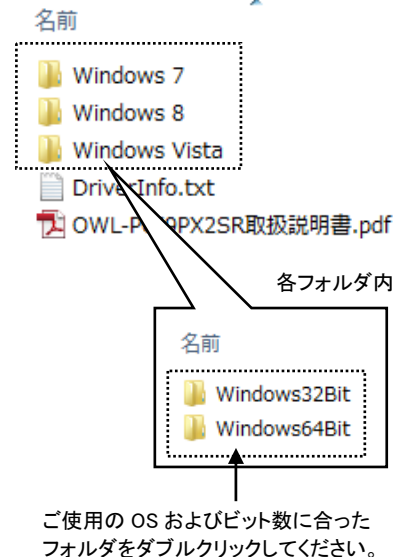 名前
Windows 7
Windows 8
Windows Vista
DriverInfo.txt
OWL-P 9PX2SR取扱説明書.pdf
各フォルダ内
名前
Windows32Bit
Windows64Bit
ご使用の OS およびビット数に合った
フォルダをダブルクリックしてください。